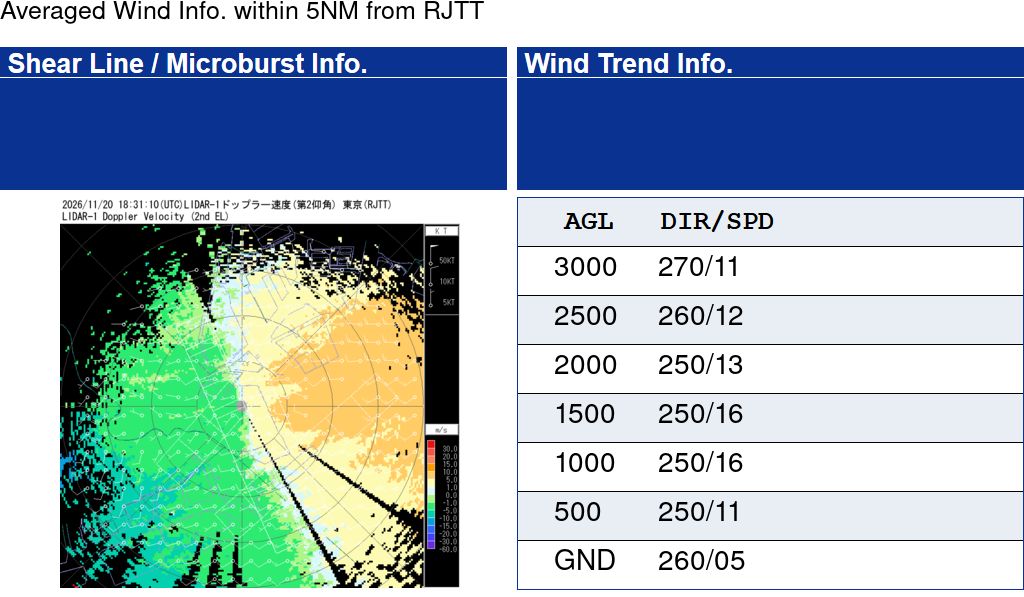 Averaged Wind Info. within 5NM from RJTT
Shear Line / Microburst Info.
Wind Trend Info.
2026/11/20 18:31:10(UTC)LIDAR-1ドップラー速度(第2仰角) 東京(RJTT)
LIDAR-1 Doppler Velocity (2nd EL)
K T
50KT
10KT
5KT
m/s
30.0
20.0
15.0
10.0
5.0
1.0
0.0
-1.0
-5.0
-10.0
-15.0
-20.0
-30.0
-60.0
AGL DIR/SPD
3000 270/11
2500 260/12
2000 250/13
1500 250/16
1000 250/16
500 250/11
GND 260/05